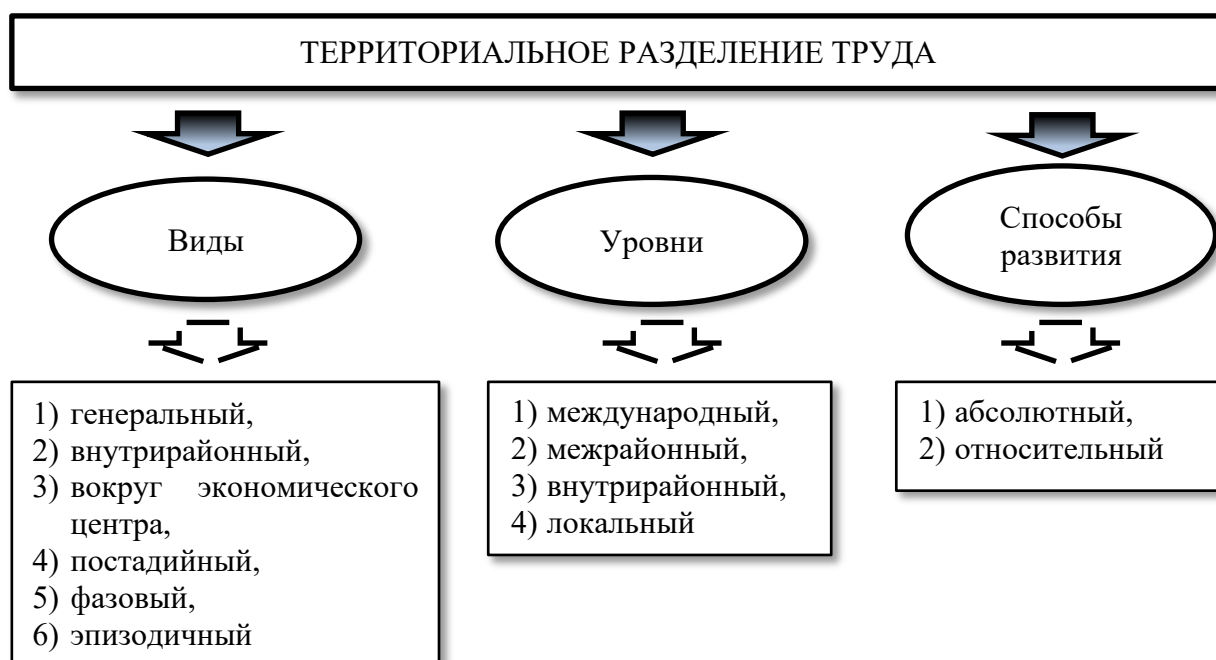 ТЕРРИТОРИАЛЬНОЕ РАЗДЕЛЕНИЕ ТРУДА
Виды
Уровни
Способы
развития
1) генеральный,
2) внутрирайонный,
3) вокруг экономического
центра,
4) постадийный,
5) фазовый,
6) эпизодичный
1) международный,
2) межрайонный,
3) внутрирайонный,
4) локальный
1) абсолютный,
2) относительный